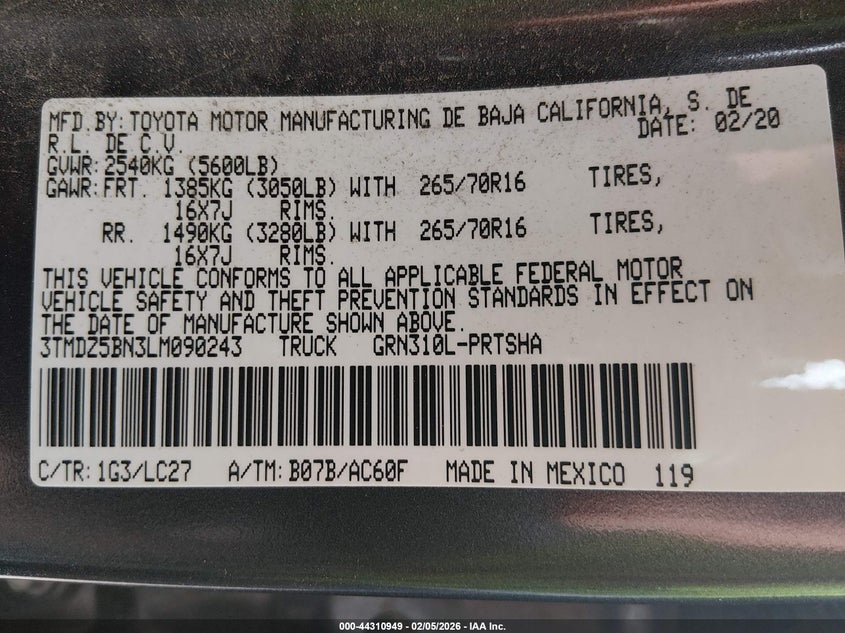 MFD.BY: TOYOTA MOTOR MANUFACTURING DE BAJA CALIFORNIA, S. DE
R.L. DE C.V. DATE: 02/20
GVWR: 2540KG (5600LB)
GAWR: FRT. 1385KG (3050LB) WITH 265/70R16 TIRES,
16X7J RIMS.
RR. 1490KG (3280LB) WITH 265/70R16 TIRES,
16X7J RIMS.
THIS VEHICLE CONFORMS TO ALL APPLICABLE FEDERAL MOTOR
VEHICLE SAFETY AND THEFT PREVENTION STANDARDS IN EFFECT ON
THE DATE OF MANUFACTURE SHOWN ABOVE.
3TMDZ5BN3LM090243 TRUCK GRN310L-PRTSHA
C/TR: 1G3/LC27 A/TM: B07B/AC60F MADE IN MEXICO 119
000-44310949 - 02/05/2026 - IAA Inc.